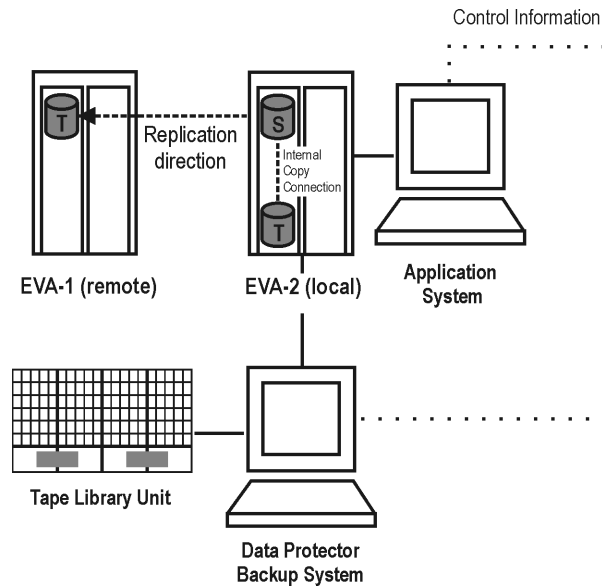 Control Information
T
S
Replication
direction
Internal
Copy
Connection
T
EVA-1 (remote)
EVA-2 (local)
Application
System
Tape Library Unit
Data Protector
Backup System